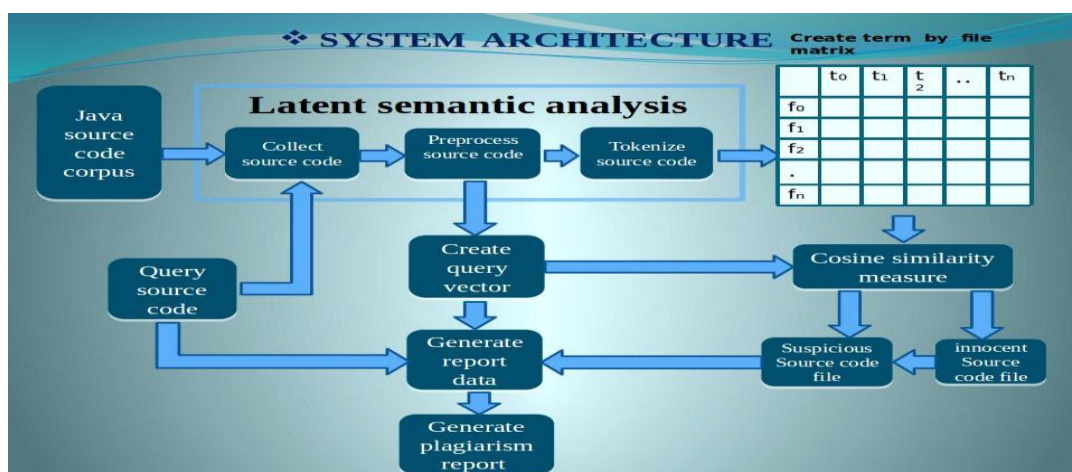 ❖ SYSTEM ARCHITECTURE
Create term by file
matrix
t₀ t₁ t
2 .. tₙ
f₀
f₁
f₂
.
fₙ
Latent semantic analysis
Java
source
code
corpus
Collect
source code
Preprocess
source code
Tokenize
source code
Query
source
code
Create
query
vector
Cosine similarity
measure
Generate
report
data
Suspicious
Source code
file
innocent
Source
code file
Generate
plagiarism
report